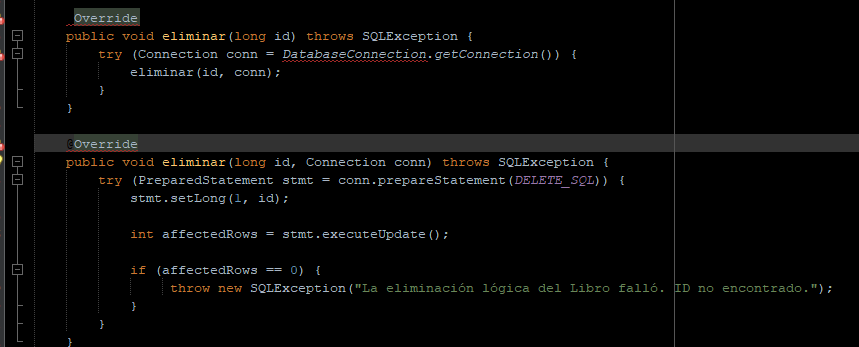 @Override
public void eliminar(long id) throws SQLException {
try (Connection conn = DatabaseConnection.getConnection()) {
eliminar(id, conn);
}
}
@Override
public void eliminar(long id, Connection conn) throws SQLException {
try (PreparedStatement stmt = conn.prepareStatement(DELETE_SQL)) {
stmt.setLong(1, id);
int affectedRows = stmt.executeUpdate();
if (affectedRows == 0) {
throw new SQLException("La eliminación lógica del Libro falló. ID no encontrado.");
}
}
}